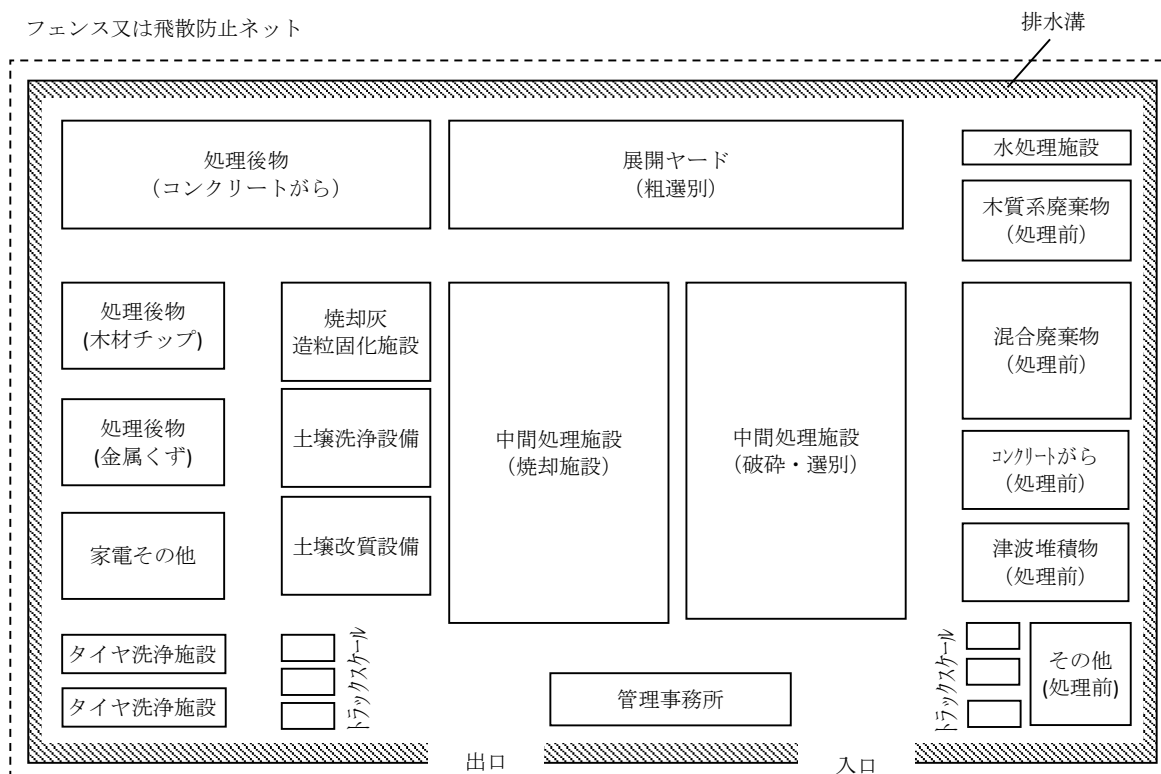 フェンス又は飛散防止ネット
排水溝
処理後物
（コンクリートがら）
展開ヤード
（粗選別）
水処理施設
木質系廃棄物
（処理前）
処理後物
(木材チップ)
焼却灰
造粒固化施設
中間処理施設
（焼却施設）
中間処理施設
（破砕・選別）
混合廃棄物
（処理前）
処理後物
(金属くず)
土壌洗浄設備
ｺﾝｸﾘｰﾄがら
（処理前）
家電その他
土壌改質設備
津波堆積物
（処理前）
タイヤ洗浄施設
タイヤ洗浄施設
トラックスケール
管理事務所
トラックスケール
その他
(処理前)
出口
入口